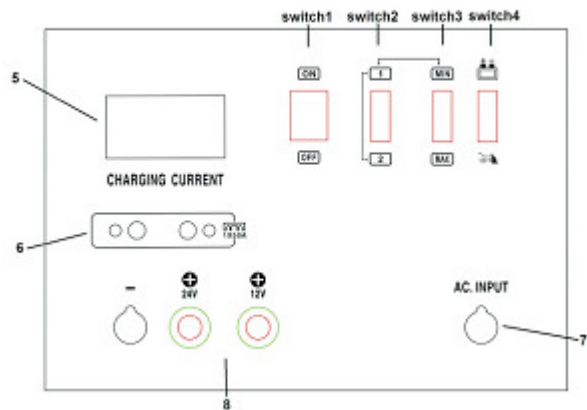 switch1 switch2 switch3 switch4
ON 1 MIN
5
OFF 2 MAX
CHARGING CURRENT
6
− + +
24V 12V
AC. INPUT
7
8